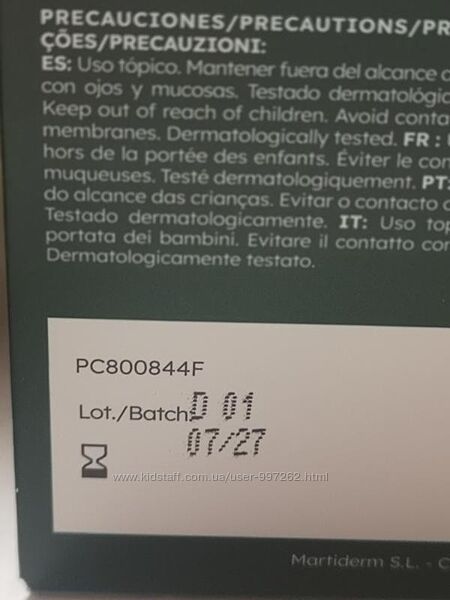 PRECAUCIONES/PRECAUTIONS/PR
ÇÕES/PRECAUZIONI:
ES: Uso tópico. Mantener fuera del alcance d
con ojos y mucosas. Testado dermatológic
Keep out of reach of children. Avoid conta
membranes. Dermatologically tested. FR : U
hors de la portée des enfants. Éviter le con
muqueuses. Testé dermatologiquement. PT:
do alcance das crianças. Evitar o contacto c
Testado dermatologicamente. IT: Uso top
portata dei bambini. Evitare il contatto con
Dermatologicamente testato.
PC800844F
Lot./Batch: D 01
07/27
www.kidstaff.com.ua/user-997262.html
Martiderm S.L. - C